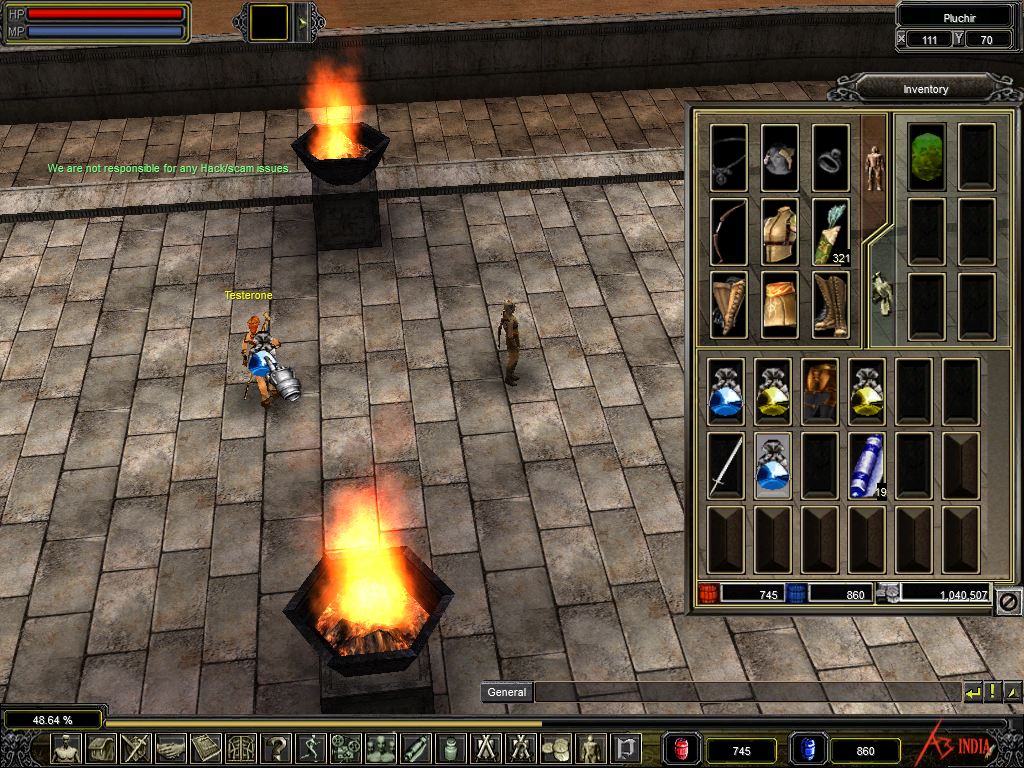 HP
MP
Pluchir
X 111 Y 70
Inventory
We are not responsible for any Hack/scam issues.
321
Testerone
19
745 860 1,040,507
General
48.64 %
745 860
A3 INDIA